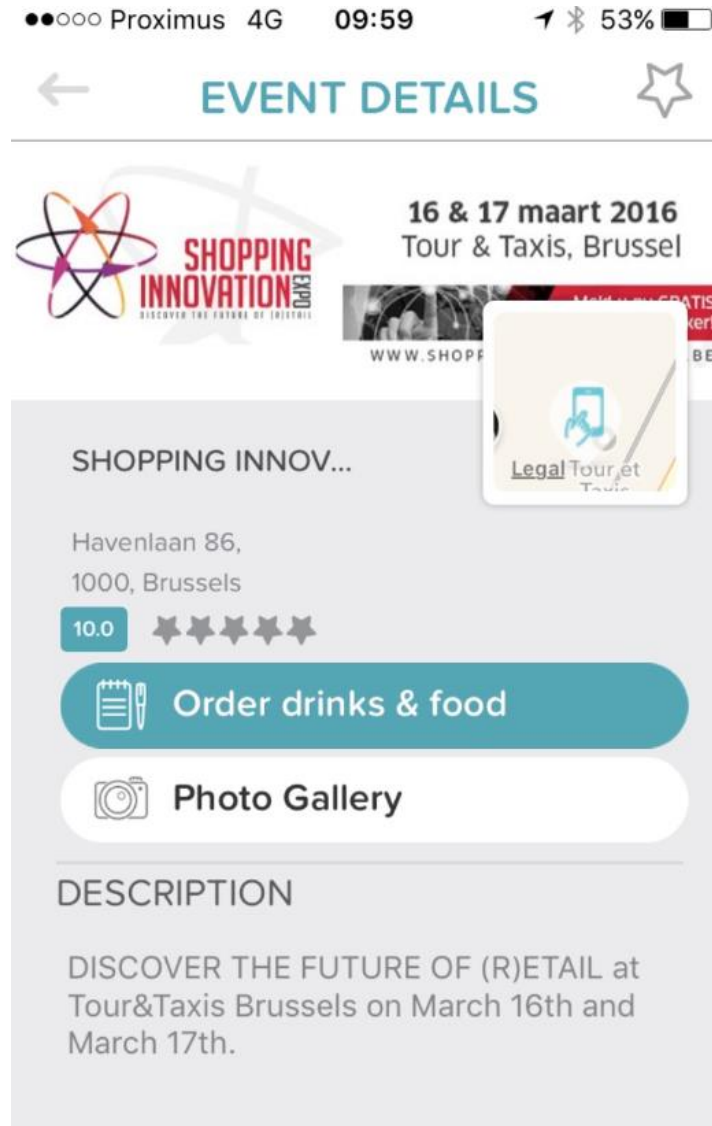 Proximus 4G 09:59 53%
EVENT DETAILS
16 & 17 maart 2016
Tour & Taxis, Brussel
SHOPPING
INNOVATION EXPO
DISCOVER THE FUTURE OF (R)ETAIL
GRATIS
WWW.SHOPP
BE
SHOPPING INNOV...
Legal Tour et
Taxis
Havenlaan 86,
1000, Brussels
10.0
Order drinks & food
Photo Gallery
DESCRIPTION
DISCOVER THE FUTURE OF (R)ETAIL at
Tour&Taxis Brussels on March 16th and
March 17th.